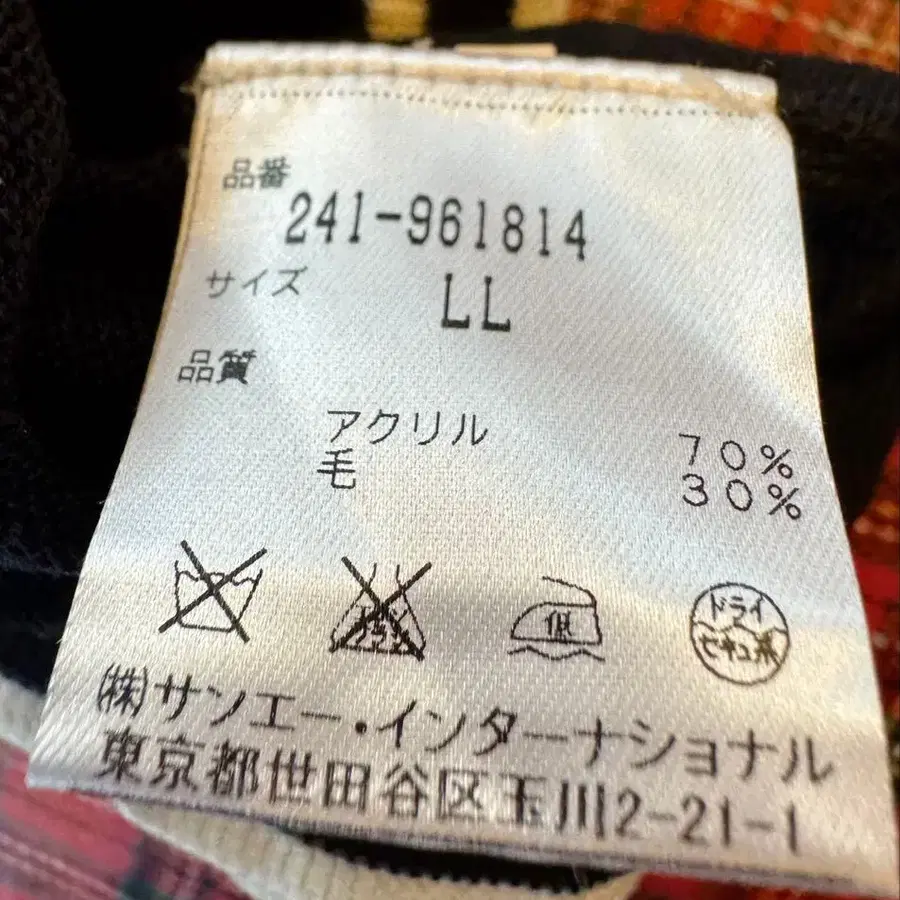 品番
241-961814
サイズ
LL
品質
アクリル 70%
毛 30%
低
ドライ
セキユ系
(株)サンエー・インターナショナル
東京都世田谷区玉川2-21-1